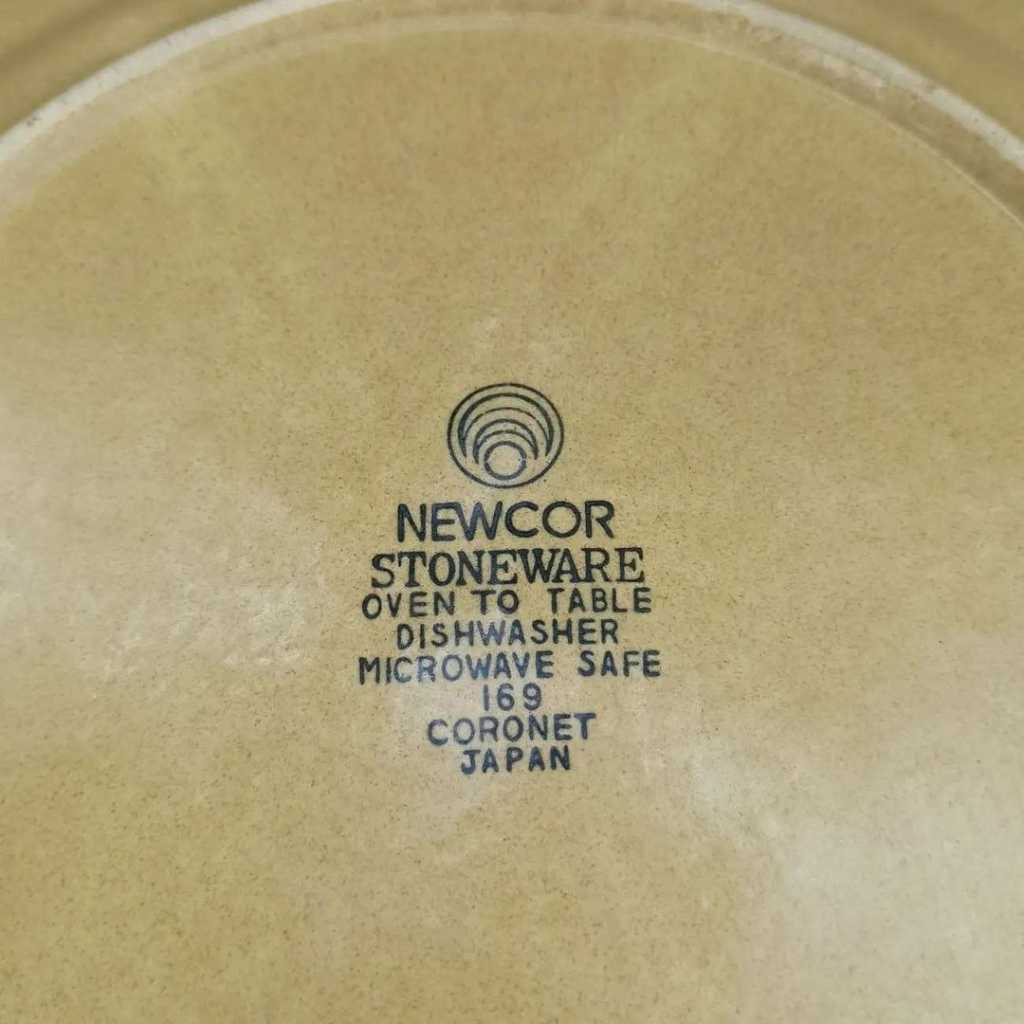 NEWCOR
STONEWARE
OVEN TO TABLE
DISHWASHER
MICROWAVE SAFE
169
CORONET
JAPAN